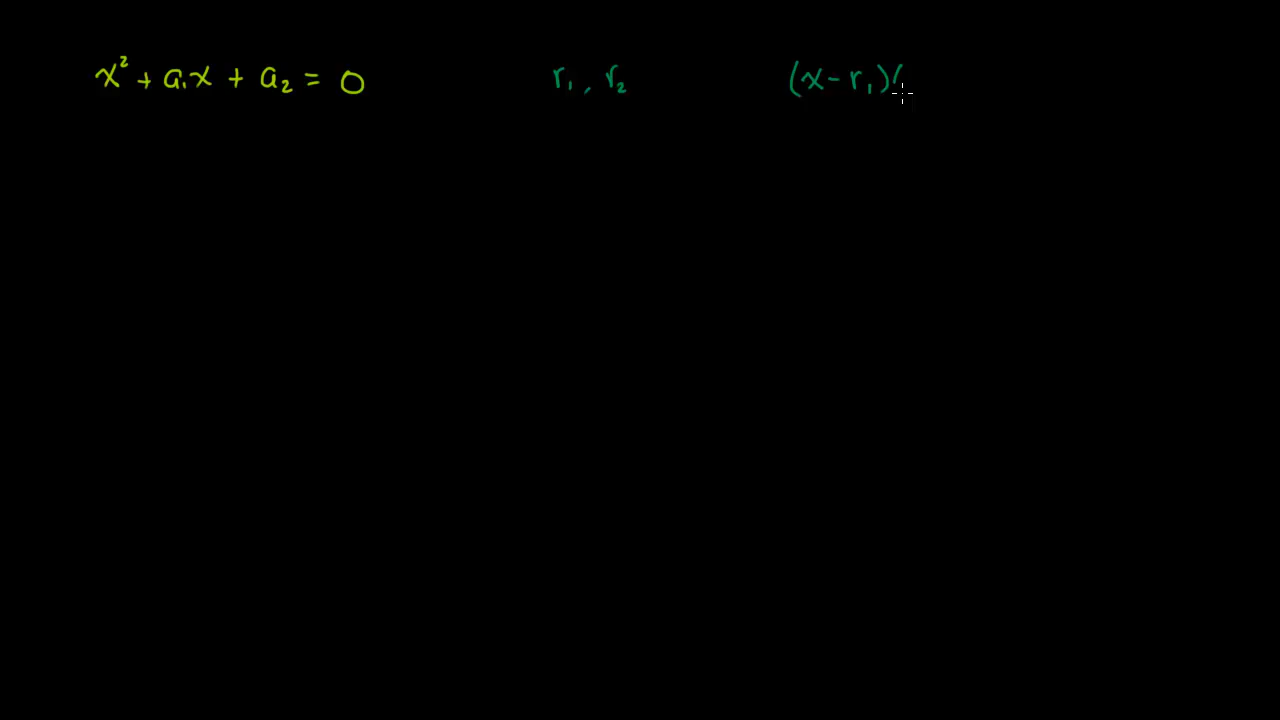 x² + a₁x + a₂ = 0 r₁, r₂ (x - r₁)(